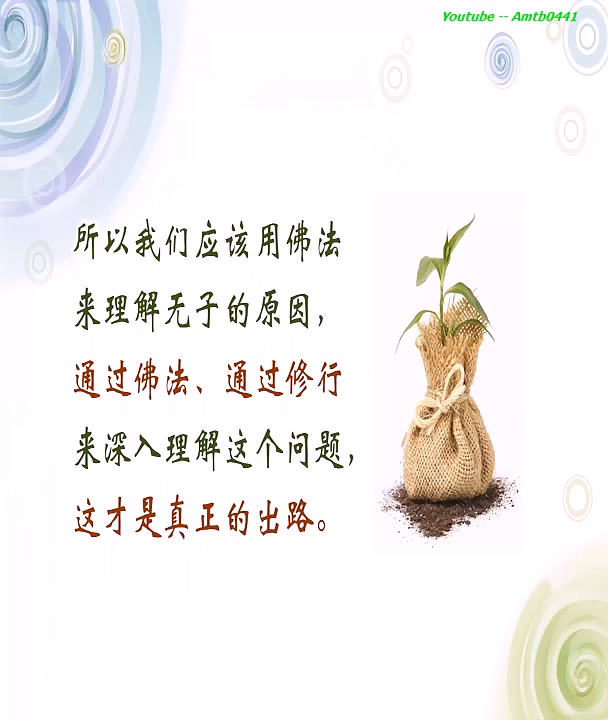 Youtube -- Amtb0441
所以我们应该用佛法
来理解无子的原因，
通过佛法、通过修行
来深入理解这个问题，
这才是真正的出路。